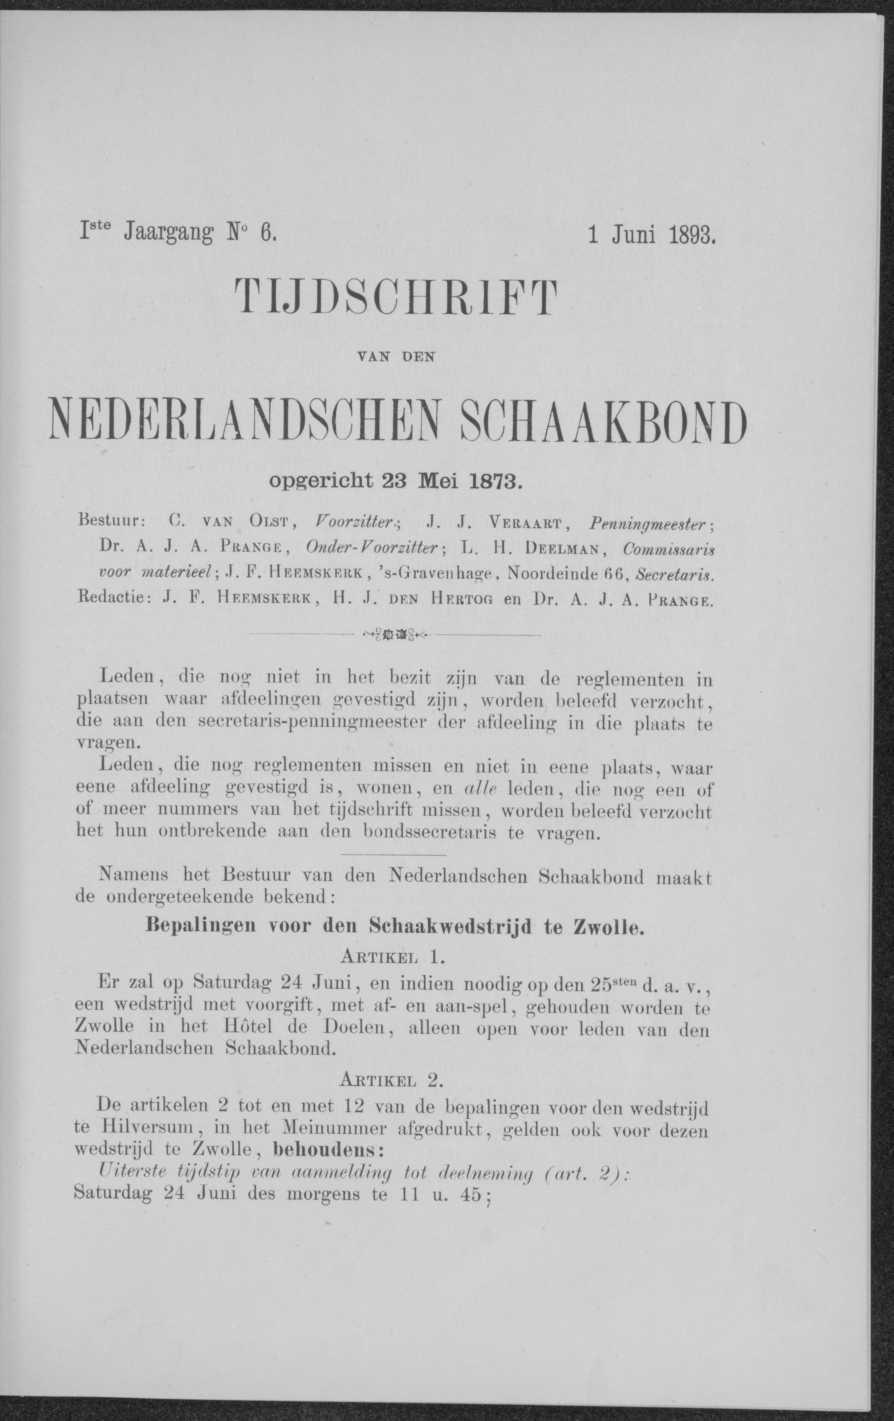 Iste Jaargang No 6. 1 Juni 1893.
TIJDSCHRIFT
VAN DEN
NEDERLANDSCHEN SCHAAKBOND
opgericht 23 Mei 1873.
Bestuur: C. VAN OLST, Voorzitter; J. J. VERAART, Penningmeester;
Dr. A. J. A. PRANGE, Onder-Voorzitter; L. H. DEELMAN, Commissaris
voor materieel; J. F. HEEMSKERK, 's-Gravenhage, Noordeinde 66, Secretaris.
Redactie: J. F. HEEMSKERK, H. J. DEN HERTOG en Dr. A. J. A. PRANGE.
Leden, die nog niet in het bezit zijn van de reglementen in
plaatsen waar afdeelingen gevestigd zijn, worden beleefd verzocht,
die aan den secretaris-penningmeester der afdeeling in die plaats te
vragen.
Leden, die nog reglementen missen en niet in eene plaats, waar
eene afdeeling gevestigd is, wonen, en alle leden, die nog een of
of meer nummers van het tijdschrift missen, worden beleefd verzocht
het hun ontbrekende aan den bondssecretaris te vragen.
Namens het Bestuur van den Nederlandschen Schaakbond maakt
de ondergeteekende bekend:
Bepalingen voor den Schaakwedstrijd te Zwolle.
ARTIKEL 1.
Er zal op Saturdag 24 Juni, en indien noodig op den 25sten d. a. v.,
een wedstrijd met voorgift, met af- en aan-spel, gehouden worden te
Zwolle in het Hôtel de Doelen, alleen open voor leden van den
Nederlandschen Schaakbond.
ARTIKEL 2.
De artikelen 2 tot en met 12 van de bepalingen voor den wedstrijd
te Hilversum, in het Meinummer afgedrukt, gelden ook voor dezen
wedstrijd te Zwolle, behoudens:
Uiterste tijdstip van aanmelding tot deelneming (art. 2):
Saturdag 24 Juni des morgens te 11 u. 45;